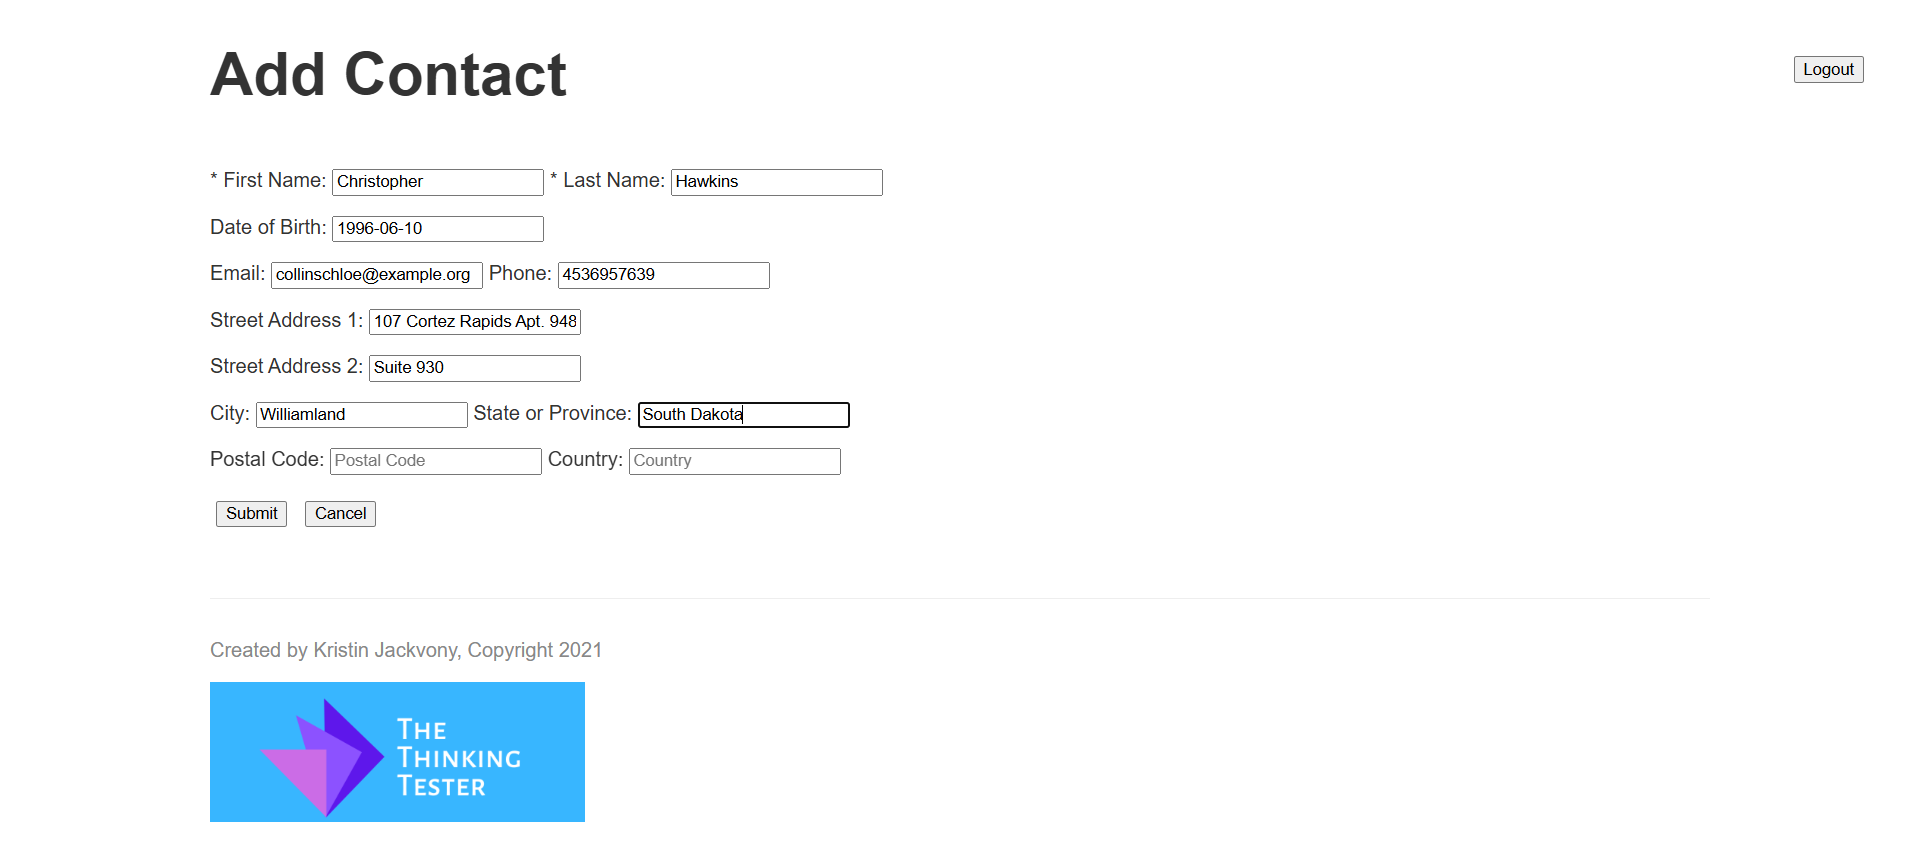 Add Contact
Logout
* First Name: Christopher * Last Name: Hawkins
Date of Birth: 1996-06-10
Email: collinschloe@example.org Phone: 4536957639
Street Address 1: 107 Cortez Rapids Apt. 948
Street Address 2: Suite 930
City: Williamland State or Province: South Dakota
Postal Code: Postal Code Country: Country
Submit Cancel
Created by Kristin Jackvony, Copyright 2021
THE
THINKING
TESTER